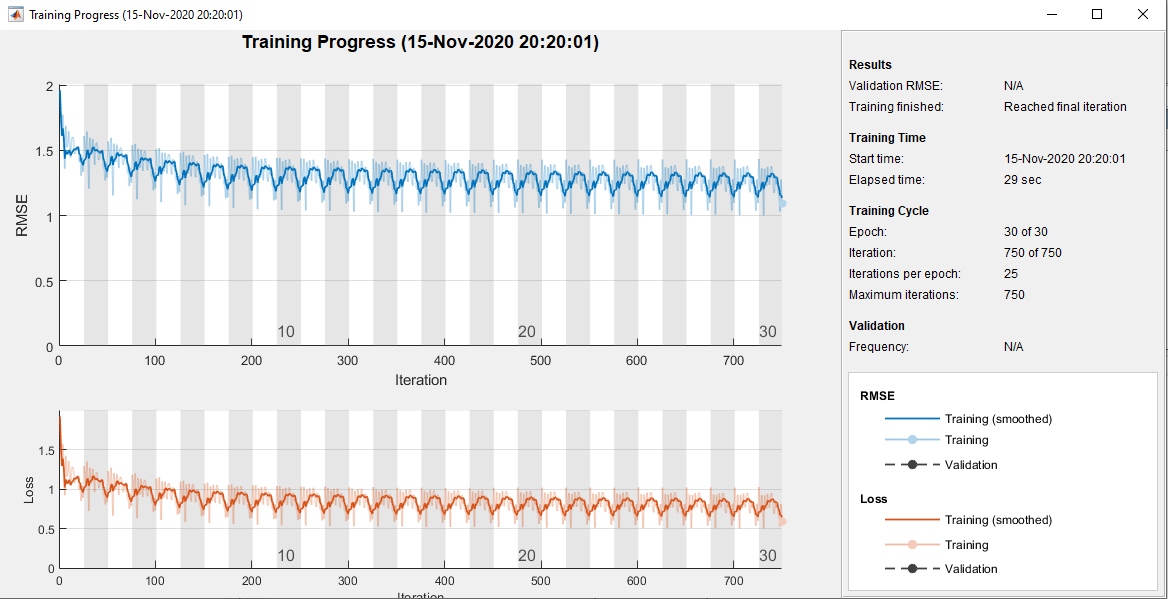 Training Progress (15-Nov-2020 20:20:01)
Training Progress (15-Nov-2020 20:20:01)
2
1.5
1
0.5
0
RMSE
10
20
30
0 100 200 300 400 500 600 700
Iteration
1.5
1
0.5
0
Loss
10
20
30
0 100 200 300 400 500 600 700
Iteration
Results
Validation RMSE: N/A
Training finished: Reached final iteration
Training Time
Start time: 15-Nov-2020 20:20:01
Elapsed time: 29 sec
Training Cycle
Epoch: 30 of 30
Iteration: 750 of 750
Iterations per epoch: 25
Maximum iterations: 750
Validation
Frequency: N/A
RMSE
Training (smoothed)
Training
Validation
Loss
Training (smoothed)
Training
Validation